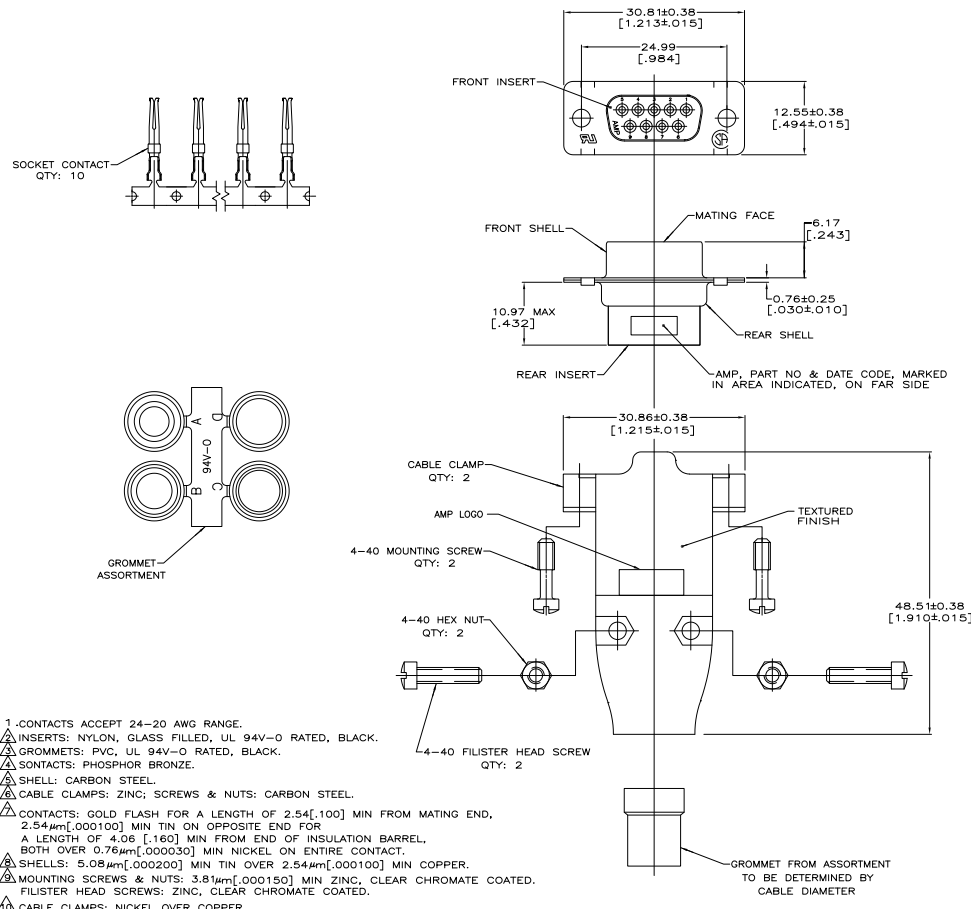 30.81±0.38
[1.213±.015]
24.99
[.984]
FRONT INSERT
5 4 3 2 1
9 8 7 6
AMP
12.55±0.38
[.494±.015]
SOCKET CONTACT
QTY: 10
MATING FACE
FRONT SHELL
6.17
[.243]
0.76±0.25
[.030±.010]
10.97 MAX
[.432]
REAR SHELL
REAR INSERT
AMP, PART NO & DATE CODE, MARKED
IN AREA INDICATED, ON FAR SIDE
A
D
94V-0
B
C
GROMMET
ASSORTMENT
30.86±0.38
[1.215±.015]
CABLE CLAMP
QTY: 2
AMP LOGO
TEXTURED
FINISH
4-40 MOUNTING SCREW
QTY: 2
48.51±0.38
[1.910±.015]
4-40 HEX NUT
QTY: 2
4-40 FILISTER HEAD SCREW
QTY: 2
GROMMET FROM ASSORTMENT
TO BE DETERMINED BY
CABLE DIAMETER
1 .CONTACTS ACCEPT 24-20 AWG RANGE.
2 INSERTS: NYLON, GLASS FILLED, UL 94V-0 RATED, BLACK.
3 GROMMETS: PVC, UL 94V-0 RATED, BLACK.
4 SONTACTS: PHOSPHOR BRONZE.
5 SHELL: CARBON STEEL.
6 CABLE CLAMPS: ZINC; SCREWS & NUTS: CARBON STEEL.
7 CONTACTS: GOLD FLASH FOR A LENGTH OF 2.54[.100] MIN FROM MATING END,
2.54μm[.000100] MIN TIN ON OPPOSITE END FOR
A LENGTH OF 4.06 [.160] MIN FROM END OF INSULATION BARREL,
BOTH OVER 0.76μm[.000030] MIN NICKEL ON ENTIRE CONTACT.
8 SHELLS: 5.08μm[.000200] MIN TIN OVER 2.54μm[.000100] MIN COPPER.
9 MOUNTING SCREWS & NUTS: 3.81μm[.000150] MIN ZINC, CLEAR CHROMATE COATED.
FILISTER HEAD SCREWS: ZINC, CLEAR CHROMATE COATED.
10 CABLE CLAMPS: NICKEL OVER COPPER